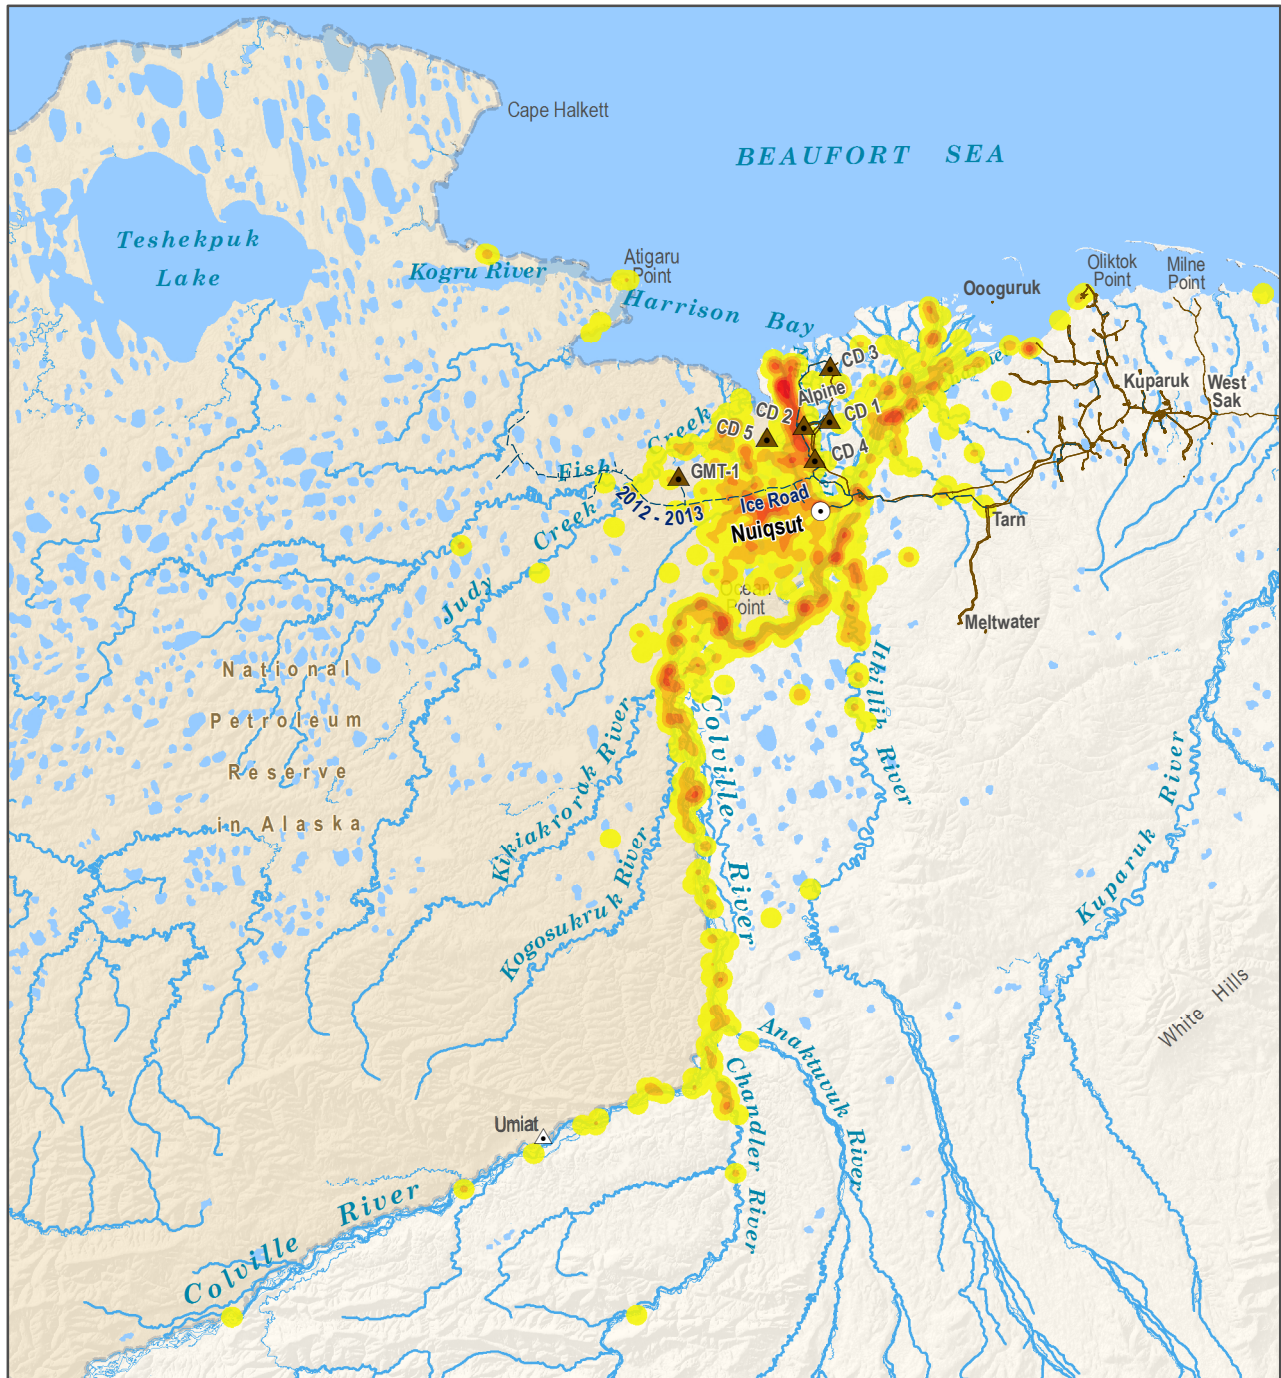 Cape Halkett
BEAUFORT SEA
Teshekpuk
Lake
Kogru River
Atigaru
Point
Harrison Bay
Oooguruk
Oliktok
Point
Milne
Point
CD 3
Alpine
CD 2
CD 1
CD 5
CD 4
Kuparuk
West
Sak
Fish Creek
GMT-1
2012 - 2013
Ice Road
Nuiqsut
Tarn
Judy Creek
Ocean
Point
Meltwater
National
Petroleum
Reserve
in Alaska
Itkillik River
Colville River
Kikiakrorak River
Kogosukruk River
Kuparuk River
White Hills
Anaktuvuk River
Chandler River
Umiat
Colville River